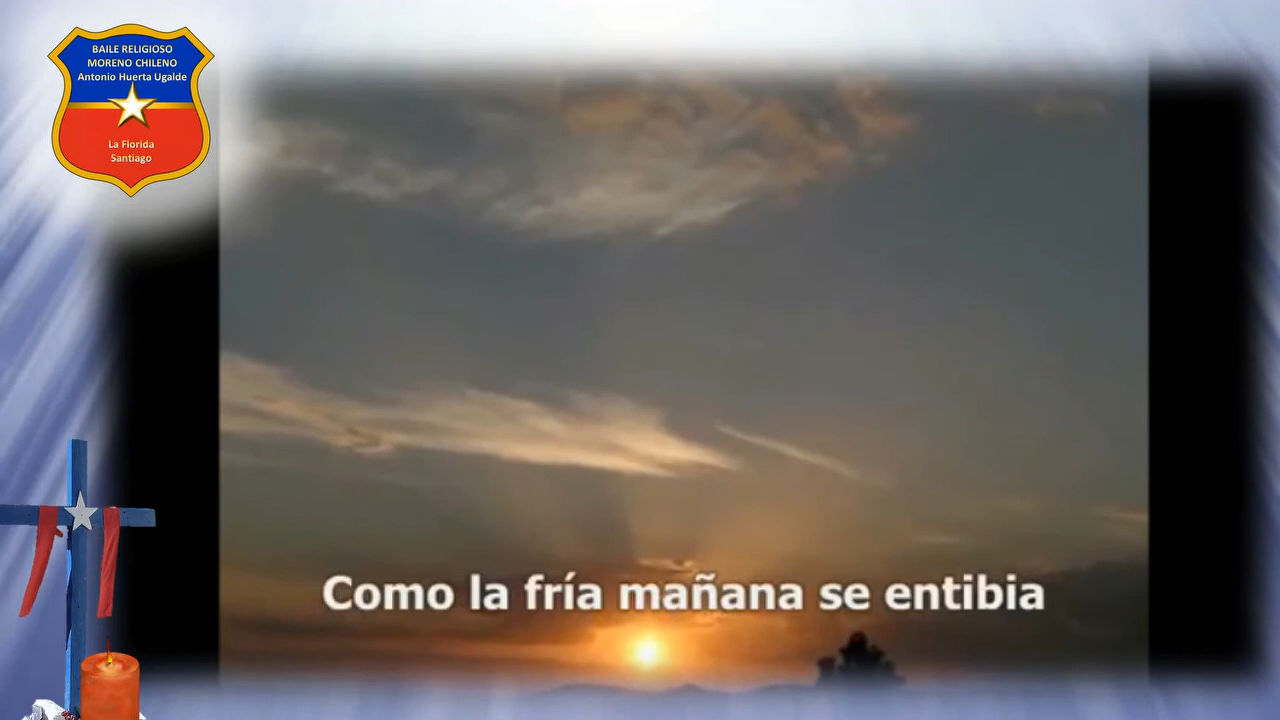 BAILE RELIGIOSO
MORENO CHILENO
Antonio Huerta Ugalde
La Florida
Santiago
Como la fría mañana se entibia